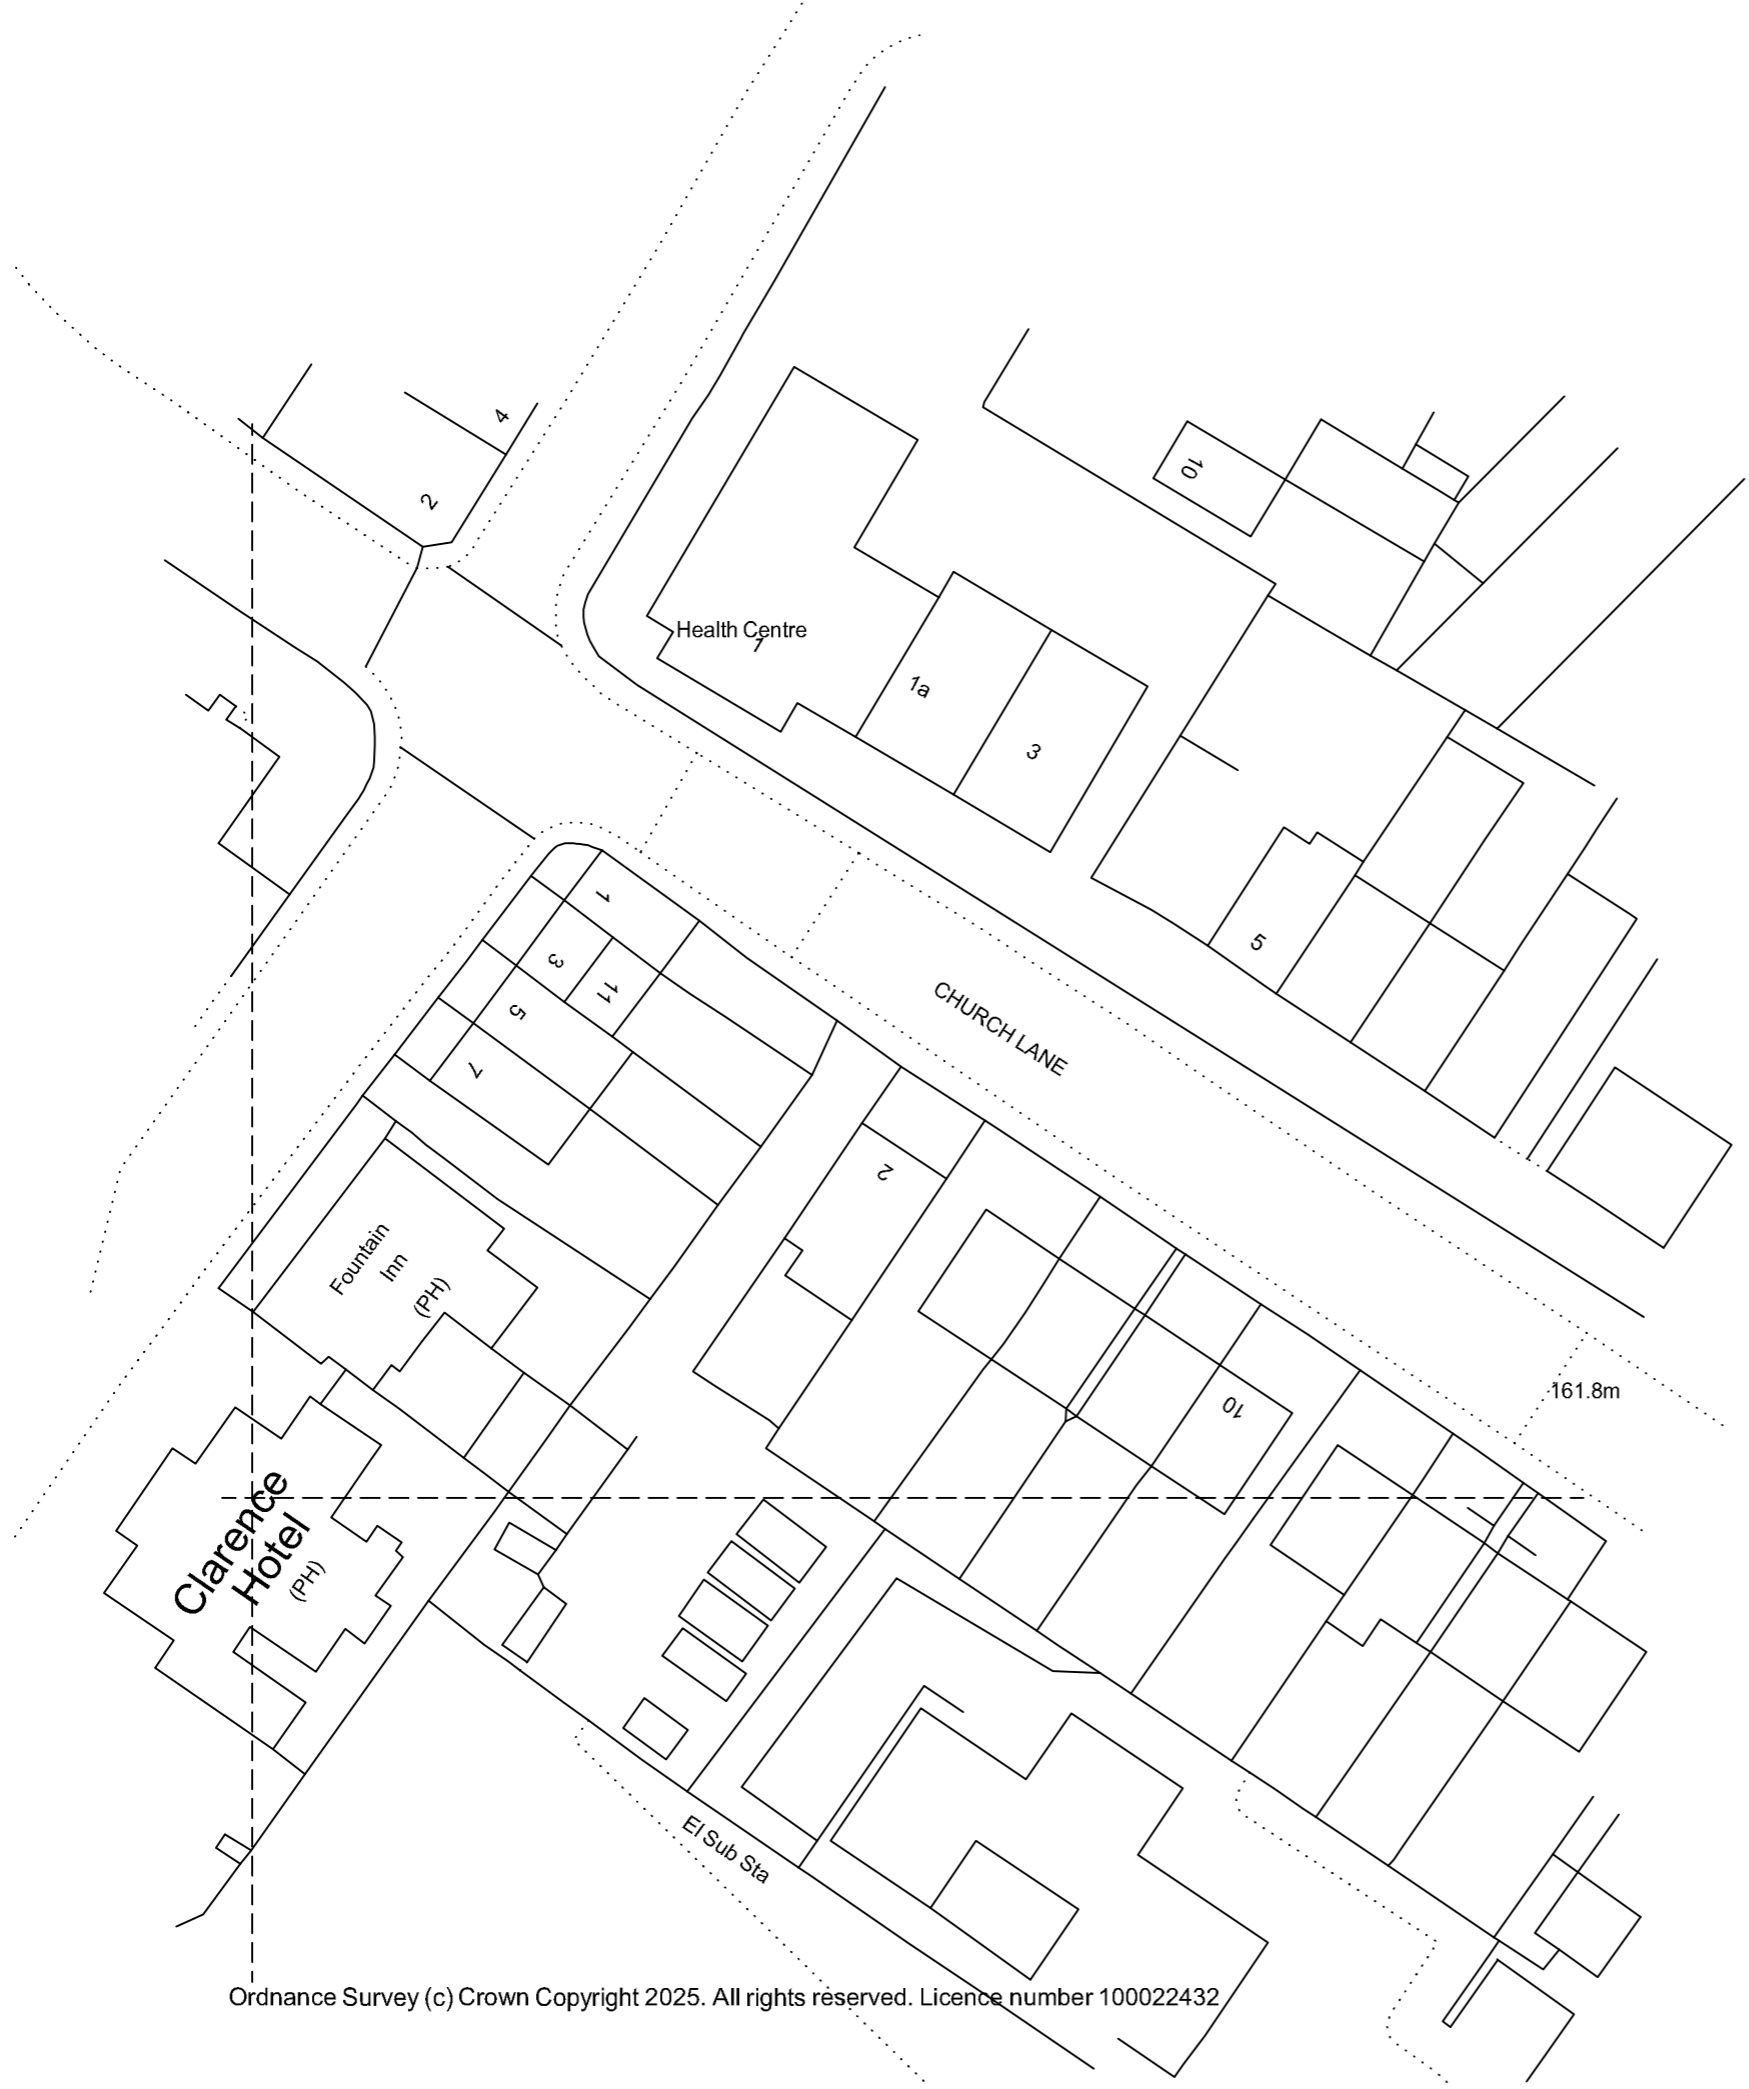 4
2
10
Health Centre
1
1a
3
5
1
3
11
5
7
CHURCH LANE
2
Fountain
Inn
(PH)
10
161.8m
Clarence
Hotel
(PH)
El Sub Sta
Ordnance Survey (c) Crown Copyright 2025. All rights reserved. Licence number 100022432